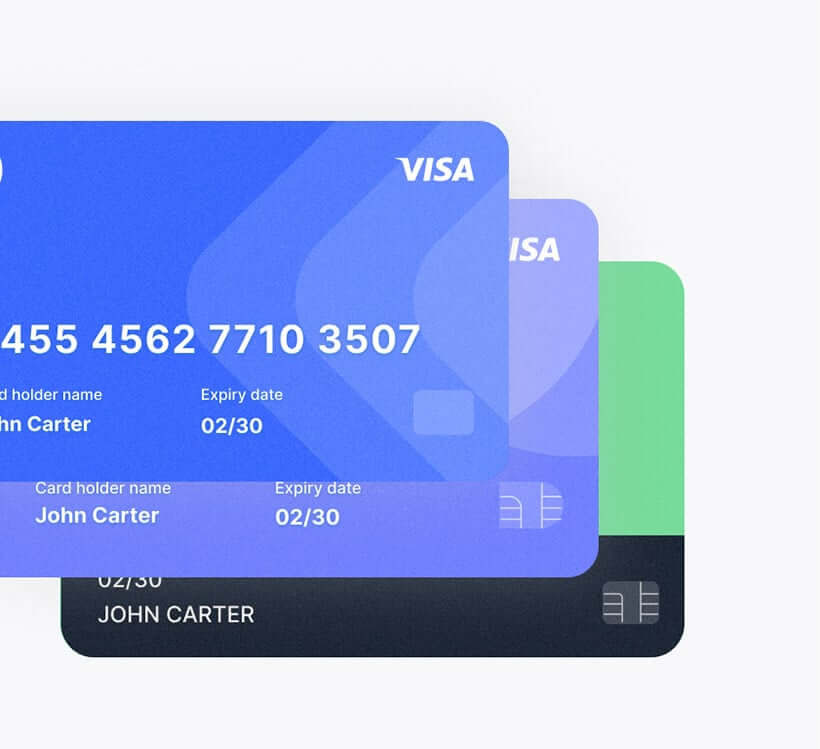 VISA
ISA
455 4562 7710 3507
d holder name
Expiry date
hn Carter
02/30
Card holder name
Expiry date
John Carter
02/30
02/30
JOHN CARTER